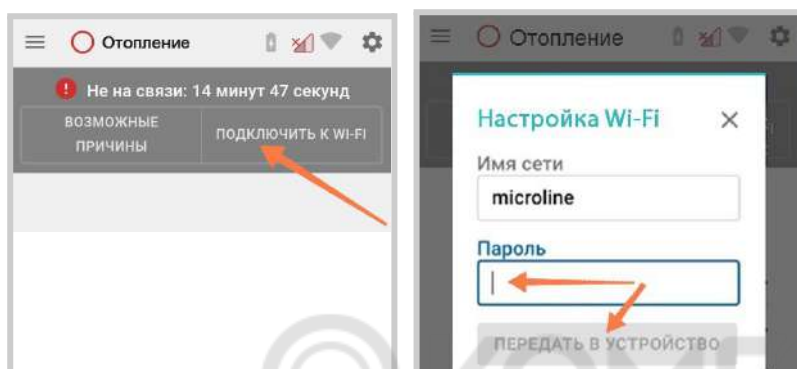 Отопление
Не на связи: 14 минут 47 секунд
ВОЗМОЖНЫЕ
ПРИЧИНЫ
ПОДКЛЮЧИТЬ К WI-FI
Отопление
Настройка Wi-Fi
Имя сети
microline
Пароль
ПЕРЕДАТЬ В УСТРОЙСТВО